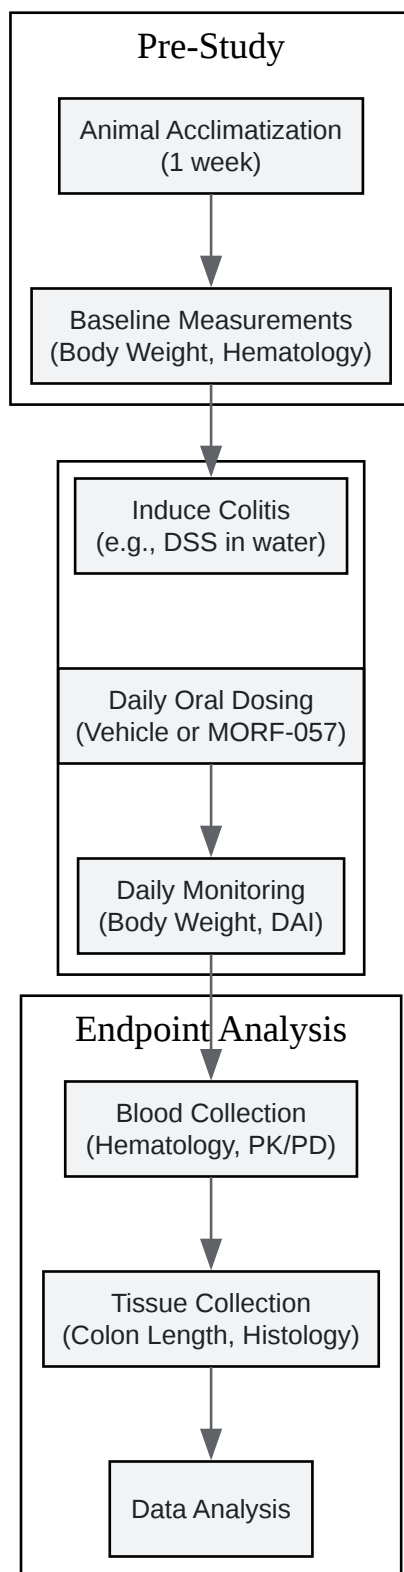 Pre-Study
Animal Acclimatization
(1 week)
Baseline Measurements
(Body Weight, Hematology)
Induce Colitis
(e.g., DSS in water)
Daily Oral Dosing
(Vehicle or MORF-057)
Daily Monitoring
(Body Weight, DAI)
Endpoint Analysis
Blood Collection
(Hematology, PK/PD)
Tissue Collection
(Colon Length, Histology)
Data Analysis